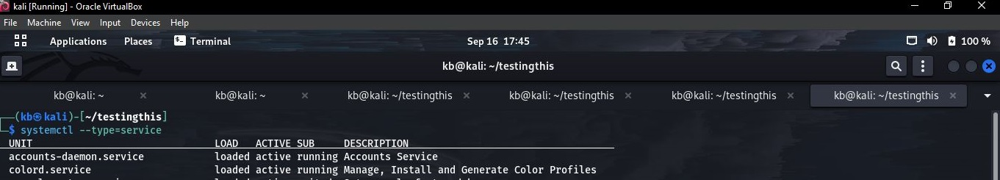 kali [Running] - Oracle VirtualBox
File Machine View Input Devices Help
Applications Places Terminal Sep 16 17:45 100 %
kb@kali: ~/testingthis
kb@kali: ~ kb@kali: ~ kb@kali: ~/testingthis kb@kali: ~/testingthis kb@kali: ~/testingthis kb@kali: ~/testingthis
(kb㉿kali)-[~/testingthis]
$ systemctl --type=service
UNIT LOAD ACTIVE SUB DESCRIPTION
accounts-daemon.service loaded active running Accounts Service
colord.service loaded active running Manage, Install and Generate Color Profiles